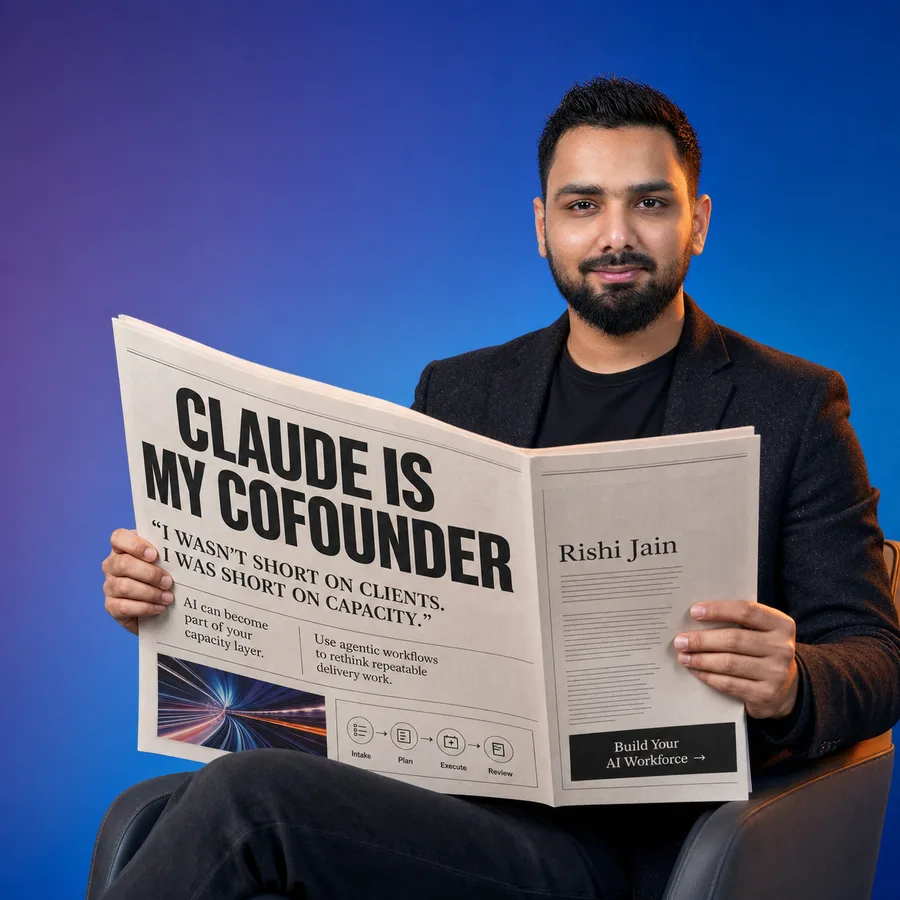 CLAUDE IS
MY COFOUNDER
“I WASN’T SHORT ON CLIENTS.
I WAS SHORT ON CAPACITY.”
AI can become
part of your
capacity layer.
Use agentic workflows
to rethink repeatable
delivery work.
Intake
Plan
Execute
Review
Rishi Jain
Build Your
AI Workforce →